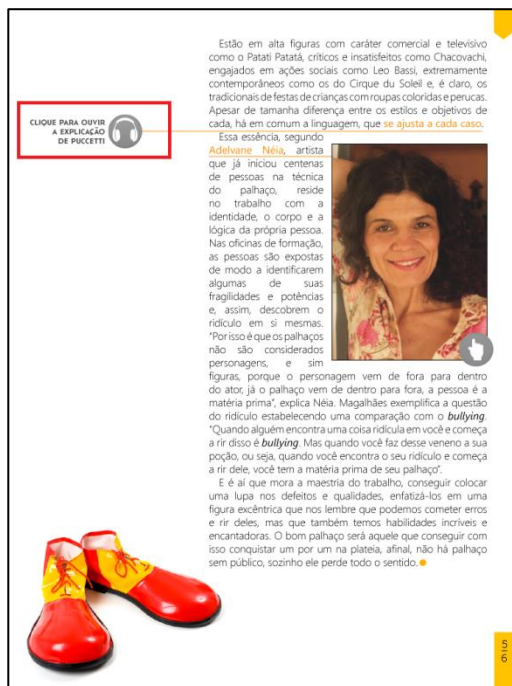 Estão em alta figuras com caráter comercial e televisivo
como o Patati Patatá, críticos e insatisfeitos como Chacovachi,
engajados em ações sociais como Leo Bassi, extremamente
contemporâneos como os do Cirque du Soleil e, é claro, os
tradicionais de festas de crianças com roupas coloridas e perucas.
Apesar de tamanha diferença entre os estilos e objetivos de
cada, há em comum a linguagem, que se ajusta a cada caso.
CLIQUE PARA OUVIR
A EXPLICAÇÃO
DE PUCCETTI
Essa essência, segundo
Adelvane Néia, artista
que já iniciou centenas
de pessoas na técnica
do palhaço, reside
no trabalho com a
identidade, o corpo e a
lógica da própria pessoa.
Nas oficinas de formação,
as pessoas são expostas
de modo a identificarem
algumas de suas
fragilidades e potências
e, assim, descobrem o
ridículo em si mesmas.
"Por isso é que os palhaços
não são considerados
personagens, e sim
figuras, porque o personagem vem de fora para dentro
do ator, já o palhaço vem de dentro para fora, a pessoa é a
matéria prima", explica Néia. Magalhães exemplifica a questão
do ridículo estabelecendo uma comparação com o bullying.
"Quando alguém encontra uma coisa ridícula em você e começa
a rir disso é bullying. Mas quando você faz desse veneno a sua
poção, ou seja, quando você encontra o seu ridículo e começa
a rir dele, você tem a matéria prima de seu palhaço".
E é aí que mora a maestria do trabalho, conseguir colocar
uma lupa nos defeitos e qualidades, enfatizá-los em uma
figura excêntrica que nos lembre que podemos cometer erros
e rir deles, mas que também temos habilidades incríveis e
encantadoras. O bom palhaço será aquele que conseguir com
isso conquistar um por um na plateia, afinal, não há palhaço
sem público, sozinho ele perde todo o sentido.